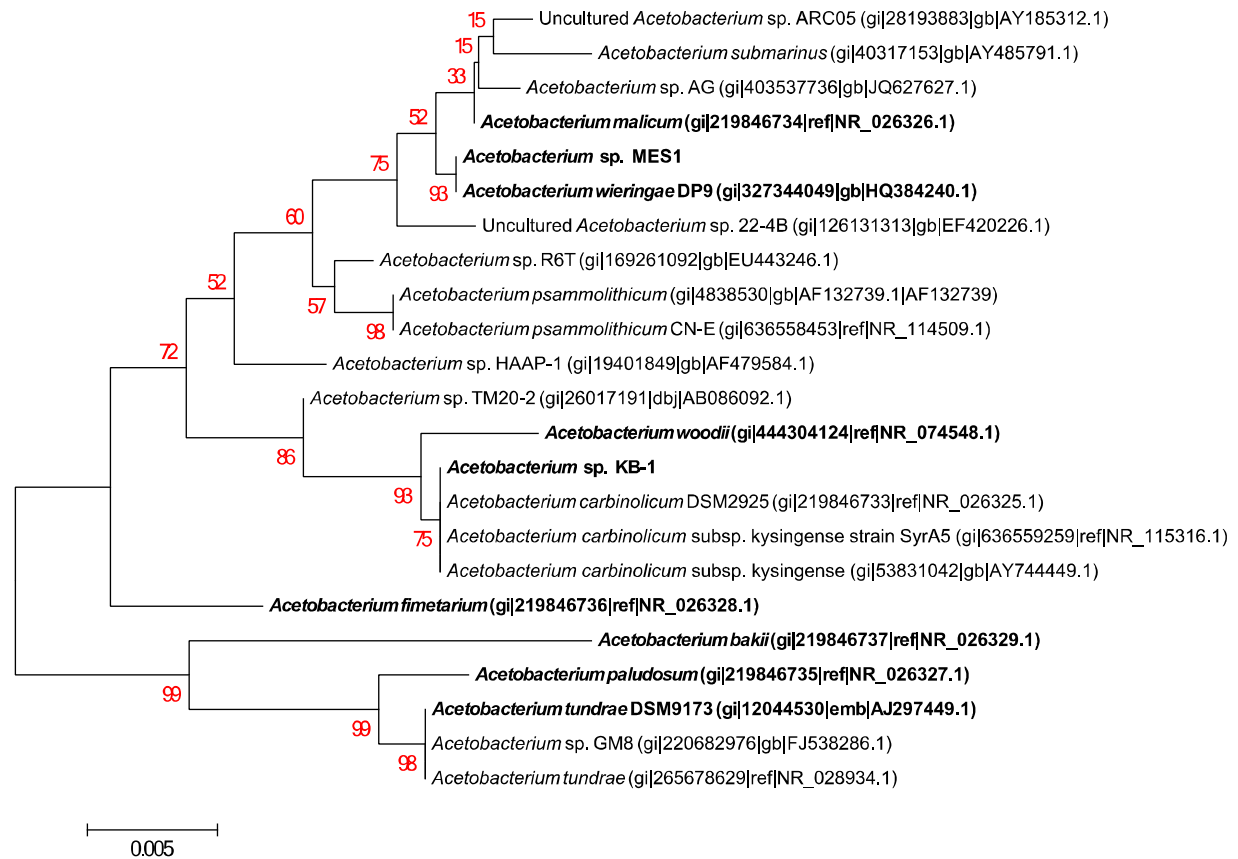 15
Uncultured Acetobacterium sp. ARC05 (gi|28193883|gb|AY185312.1)
15
Acetobacterium submarinus (gi|40317153|gb|AY485791.1)
33
Acetobacterium sp. AG (gi|403537736|gb|JQ627627.1)
52
Acetobacterium malicum (gi|219846734|ref|NR_026326.1)
75
Acetobacterium sp. MES1
93
Acetobacterium wieringae DP9 (gi|327344049|gb|HQ384240.1)
60
Uncultured Acetobacterium sp. 22-4B (gi|126131313|gb|EF420226.1)
Acetobacterium sp. R6T (gi|169261092|gb|EU443246.1)
52
57
Acetobacterium psammolithicum (gi|4838530|gb|AF132739.1|AF132739)
98
Acetobacterium psammolithicum CN-E (gi|636558453|ref|NR_114509.1)
72
Acetobacterium sp. HAAP-1 (gi|19401849|gb|AF479584.1)
Acetobacterium sp. TM20-2 (gi|26017191|dbj|AB086092.1)
Acetobacterium woodii (gi|444304124|ref|NR_074548.1)
86
Acetobacterium sp. KB-1
93
Acetobacterium carbinolicum DSM2925 (gi|219846733|ref|NR_026325.1)
75
Acetobacterium carbinolicum subsp. kysingense strain SyrA5 (gi|636559259|ref|NR_115316.1)
Acetobacterium carbinolicum subsp. kysingense (gi|53831042|gb|AY744449.1)
Acetobacterium fimetarium (gi|219846736|ref|NR_026328.1)
Acetobacterium bakii (gi|219846737|ref|NR_026329.1)
99
Acetobacterium paludosum (gi|219846735|ref|NR_026327.1)
99
Acetobacterium tundrae DSM9173 (gi|12044530|emb|AJ297449.1)
98
Acetobacterium sp. GM8 (gi|220682976|gb|FJ538286.1)
Acetobacterium tundrae (gi|265678629|ref|NR_028934.1)
0.005